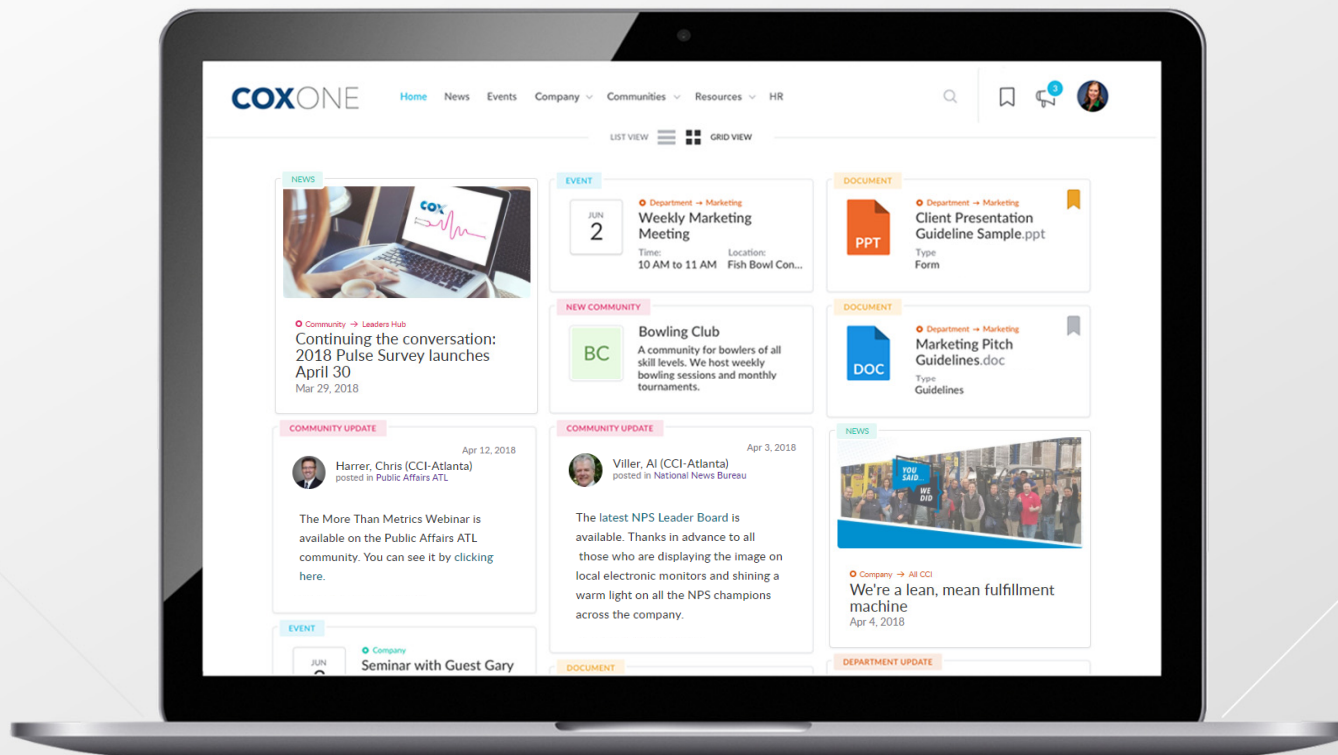 COXONE
Home News Events Company Communities Resources HR
3
LIST VIEW GRID VIEW
NEWS
COX
Community → Leaders Hub
Continuing the conversation:
2018 Pulse Survey launches
April 30
Mar 29, 2018
EVENT
JUN
2
Department → Marketing
Weekly Marketing
Meeting
Time: Location:
10 AM to 11 AM Fish Bowl Con...
DOCUMENT
PPT
Department → Marketing
Client Presentation
Guideline Sample.ppt
Type
Form
NEW COMMUNITY
BC
Bowling Club
A community for bowlers of all
skill levels. We host weekly
bowling sessions and monthly
tournaments.
DOCUMENT
DOC
Department → Marketing
Marketing Pitch
Guidelines.doc
Type
Guidelines
COMMUNITY UPDATE
Apr 12, 2018
Harrer, Chris (CCI-Atlanta)
posted in Public Affairs ATL
The More Than Metrics Webinar is
available on the Public Affairs ATL
community. You can see it by clicking
here.
COMMUNITY UPDATE
Apr 3, 2018
Viller, Al (CCI-Atlanta)
posted in National News Bureau
The latest NPS Leader Board is
available. Thanks in advance to all
those who are displaying the image on
local electronic monitors and shining a
warm light on all the NPS champions
across the company.
NEWS
YOU
SAID...
WE
DID
Company → All CCI
We're a lean, mean fulfillment
machine
Apr 4, 2018
EVENT
JUN
Company
Seminar with Guest Gary
DOCUMENT
DEPARTMENT UPDATE